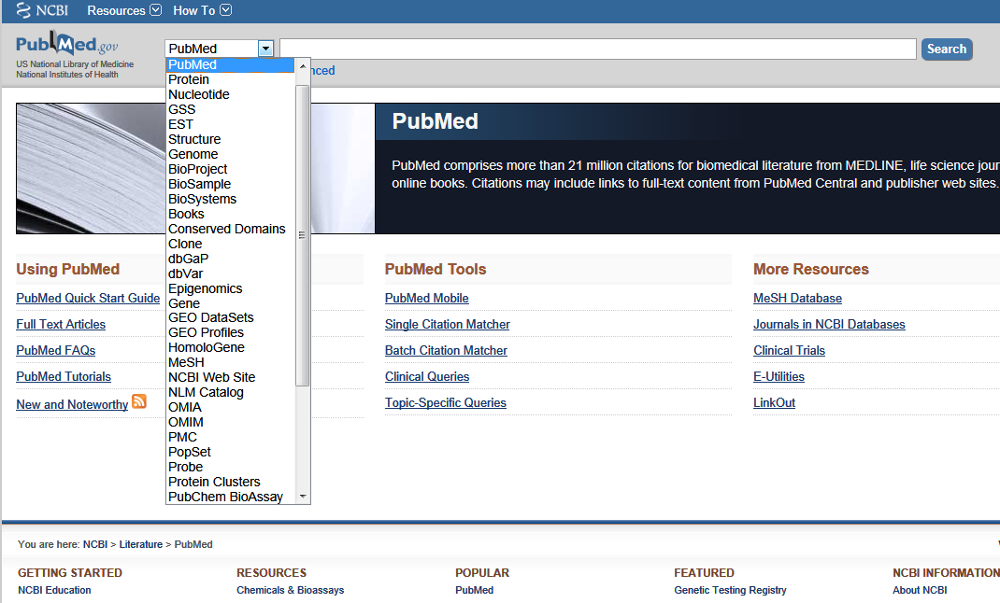 NCBI Resources How To
PubMed.gov
US National Library of Medicine
National Institutes of Health
PubMed
Search
PubMed
Protein
Nucleotide
GSS
EST
Structure
Genome
BioProject
BioSample
BioSystems
Books
Conserved Domains
Clone
dbGaP
dbVar
Epigenomics
Gene
GEO DataSets
GEO Profiles
HomoloGene
MeSH
NCBI Web Site
NLM Catalog
OMIA
OMIM
PMC
PopSet
Probe
Protein Clusters
PubChem BioAssay
nced
PubMed
PubMed comprises more than 21 million citations for biomedical literature from MEDLINE, life science jour
online books. Citations may include links to full-text content from PubMed Central and publisher web sites.
Using PubMed
PubMed Quick Start Guide
Full Text Articles
PubMed FAQs
PubMed Tutorials
New and Noteworthy
PubMed Tools
PubMed Mobile
Single Citation Matcher
Batch Citation Matcher
Clinical Queries
Topic-Specific Queries
More Resources
MeSH Database
Journals in NCBI Databases
Clinical Trials
E-Utilities
LinkOut
You are here: NCBI > Literature > PubMed
GETTING STARTED
NCBI Education
RESOURCES
Chemicals & Bioassays
POPULAR
PubMed
FEATURED
Genetic Testing Registry
NCBI INFORMATION
About NCBI